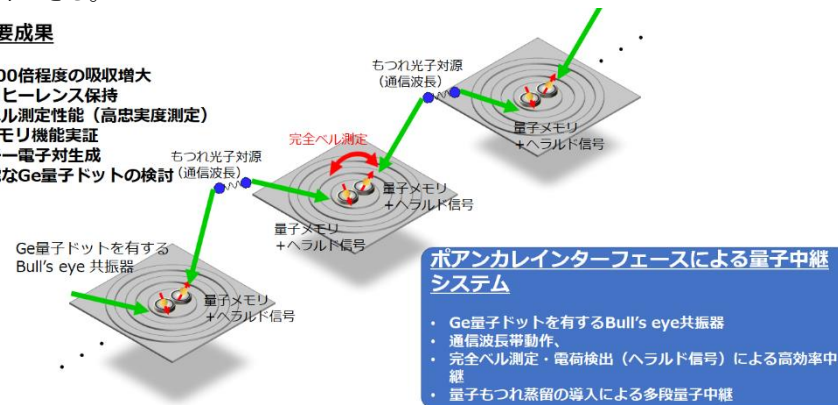 要成果
00倍程度の吸収増大
ヒーレンス保持
ル測定性能（高忠実度測定）
モリ機能実証
ー電子対生成
なGe量子ドットの検討
もつれ光子対源
（通信波長）
もつれ光子対源
（通信波長）
完全ベル測定
量子メモリ
+ヘラルド信号
量子メモリ
+ヘラルド信号
量子メモリ
+ヘラルド信号
Ge量子ドットを有する
Bull's eye 共振器
量子メモリ
+ヘラルド信号
ポアンカレインターフェースによる量子中継
システム
• Ge量子ドットを有するBull's eye共振器
• 通信波長帯動作、
• 完全ベル測定・電荷検出（ヘラルド信号）による高効率中
継
• 量子もつれ蒸留の導入による多段量子中継